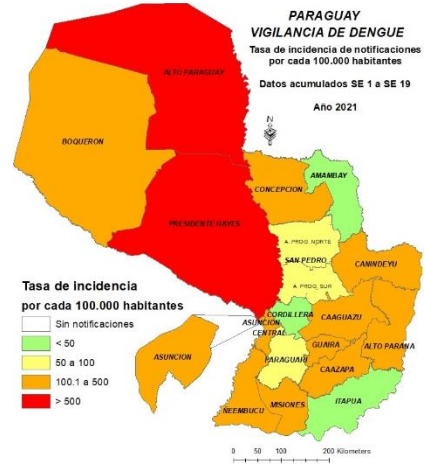 PARAGUAY
VIGILANCIA DE DENGUE
Tasa de incidencia de notificaciones
por cada 100.000 habitantes
Datos acumulados SE 1 a SE 19
Año 2021
N
ALTO PARAGUAY
BOQUERON
PRESIDENTE HAYES
CONCEPCION
AMAMBAY
A. PROG. NORTE
SAN PEDRO
A. PROG. SUR
CANINDEYU
CORDILLERA
ASUNCION
CENTRAL
CAAGUAZU
GUAIRA
ALTO PARANA
PARAGUARI
CAAZAPA
ÑEEMBUCU
MISIONES
ITAPUA
ASUNCION
Tasa de incidencia
por cada 100.000 habitantes
Sin notificaciones
< 50
50 a 100
100.1 a 500
> 500
0 50 100 200 Kilometers